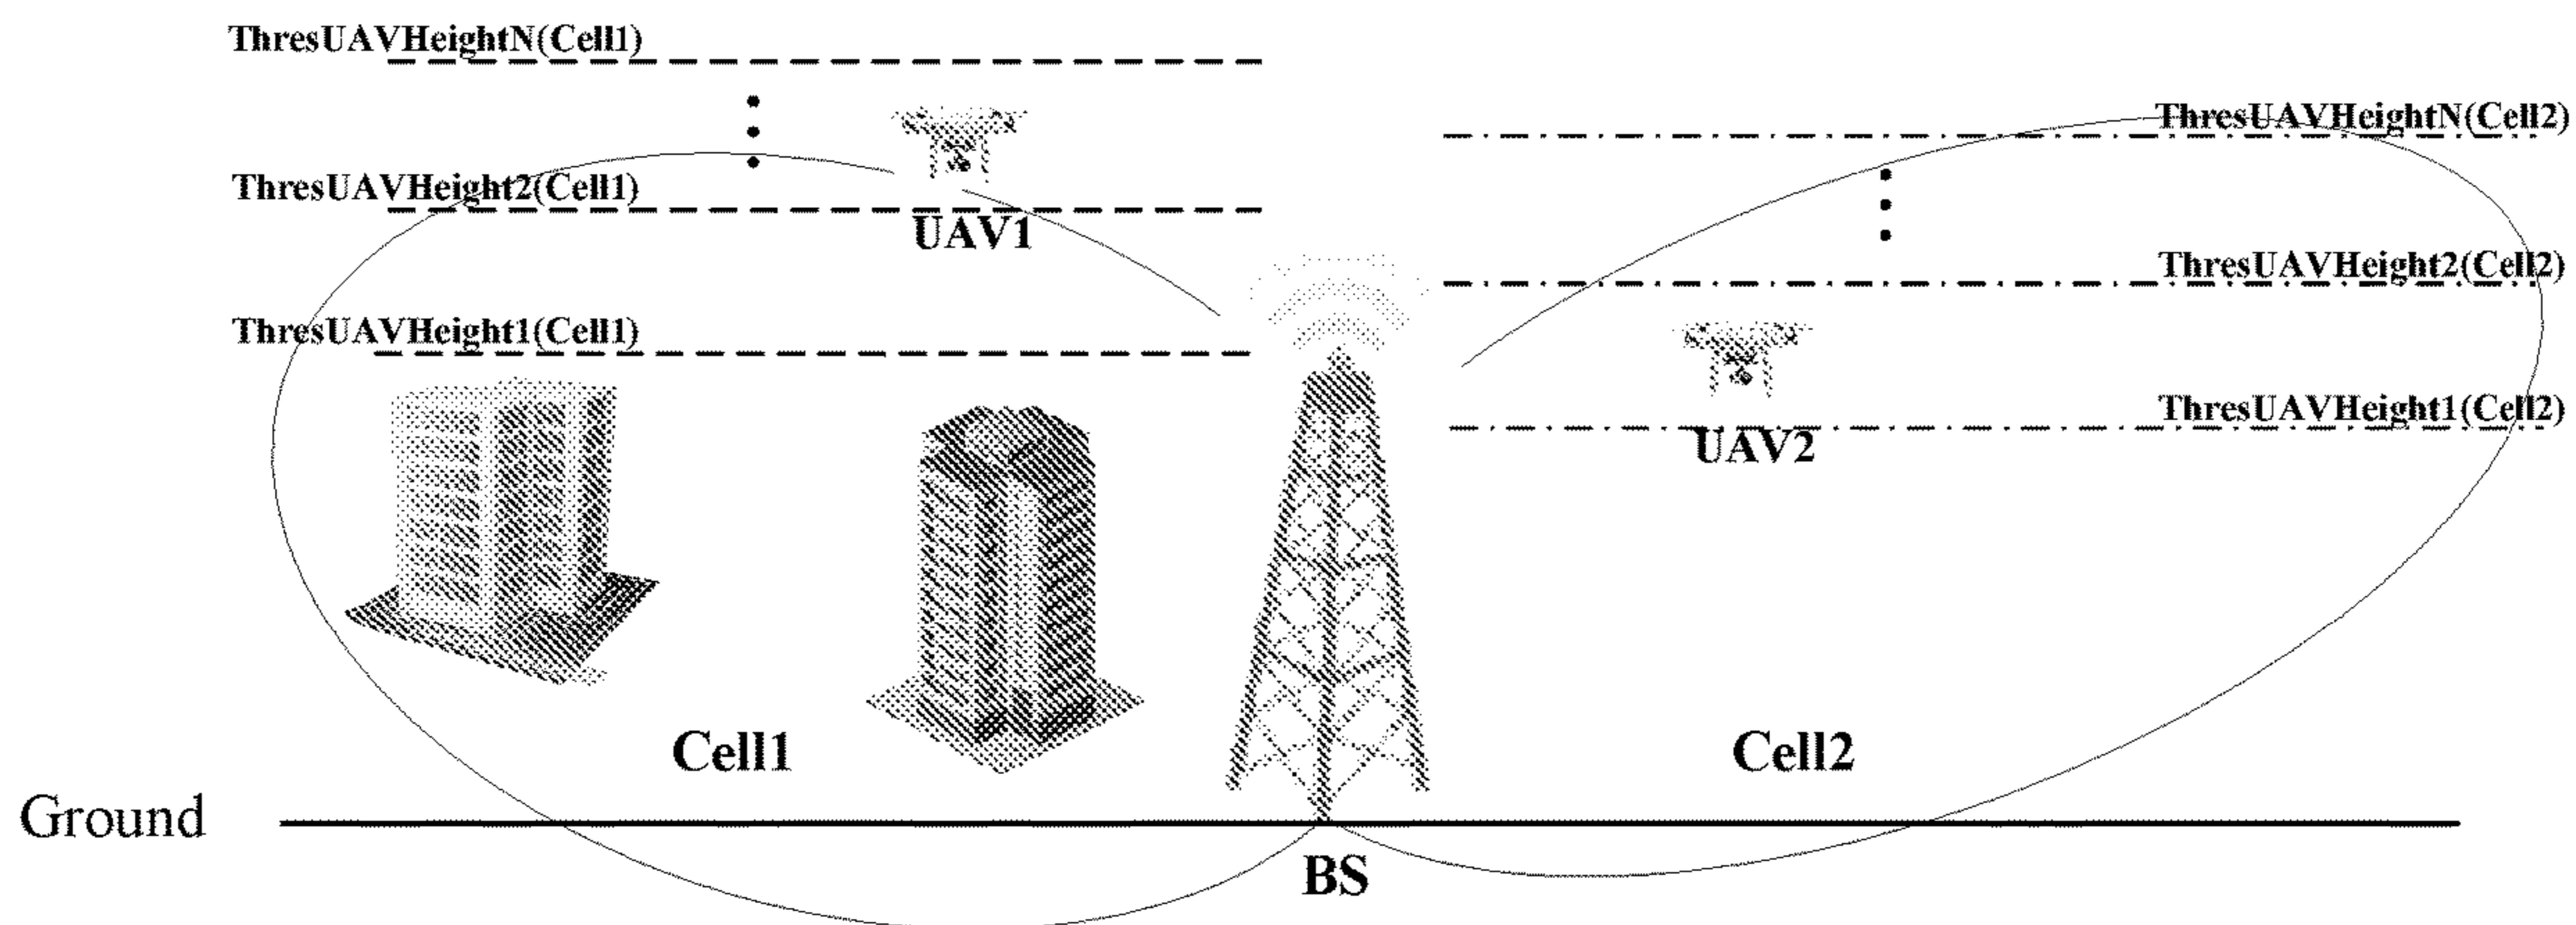 ThresUAVHeightN(Cell1)
ThresUAVHeightN(Cell2)
ThresUAVHeight2(Cell1)
UAV1
ThresUAVHeight2(Cell2)
ThresUAVHeight1(Cell1)
ThresUAVHeight1(Cell2)
UAV2
Cell1
Cell2
Ground
BS